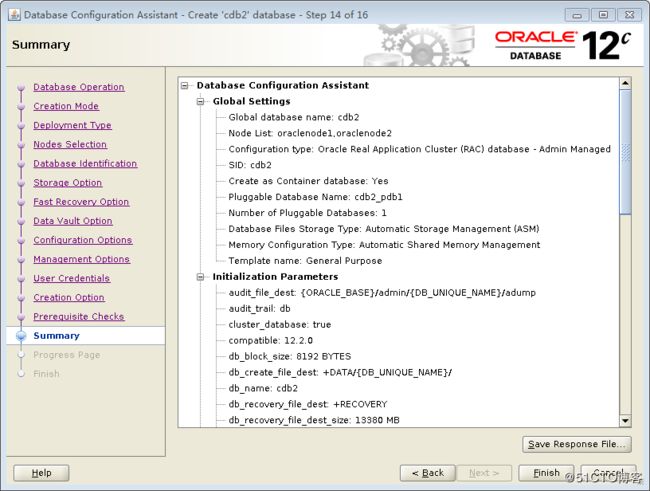 Database Configuration Assistant - Create 'cdb2' database - Step 14 of 16
Summary
ORACLE
DATABASE
12c
Database Operation
Creation Mode
Deployment Type
Nodes Selection
Database Identification
Storage Option
Fast Recovery Option
Data Vault Option
Configuration Options
Management Options
User Credentials
Creation Option
Prerequisite Checks
Summary
Progress Page
Finish
Database Configuration Assistant
Global Settings
Global database name: cdb2
Node List: oraclenode1,oraclenode2
Configuration type: Oracle Real Application Cluster (RAC) database - Admin Managed
SID: cdb2
Create as Container database: Yes
Pluggable Database Name: cdb2_pdb1
Number of Pluggable Databases: 1
Database Files Storage Type: Automatic Storage Management (ASM)
Memory Configuration Type: Automatic Shared Memory Management
Template name: General Purpose
Initialization Parameters
audit_file_dest: {ORACLE_BASE}/admin/{DB_UNIQUE_NAME}/adump
audit_trail: db
cluster_database: true
compatible: 12.2.0
db_block_size: 8192 BYTES
db_create_file_dest: +DATA/{DB_UNIQUE_NAME}/
db_name: cdb2
db_recovery_file_dest: +RECOVERY
db_recovery_file_dest_size: 13380 MB
Save Response File...
Help
< Back
Next >
Finish
Cancel
@51CTO博客